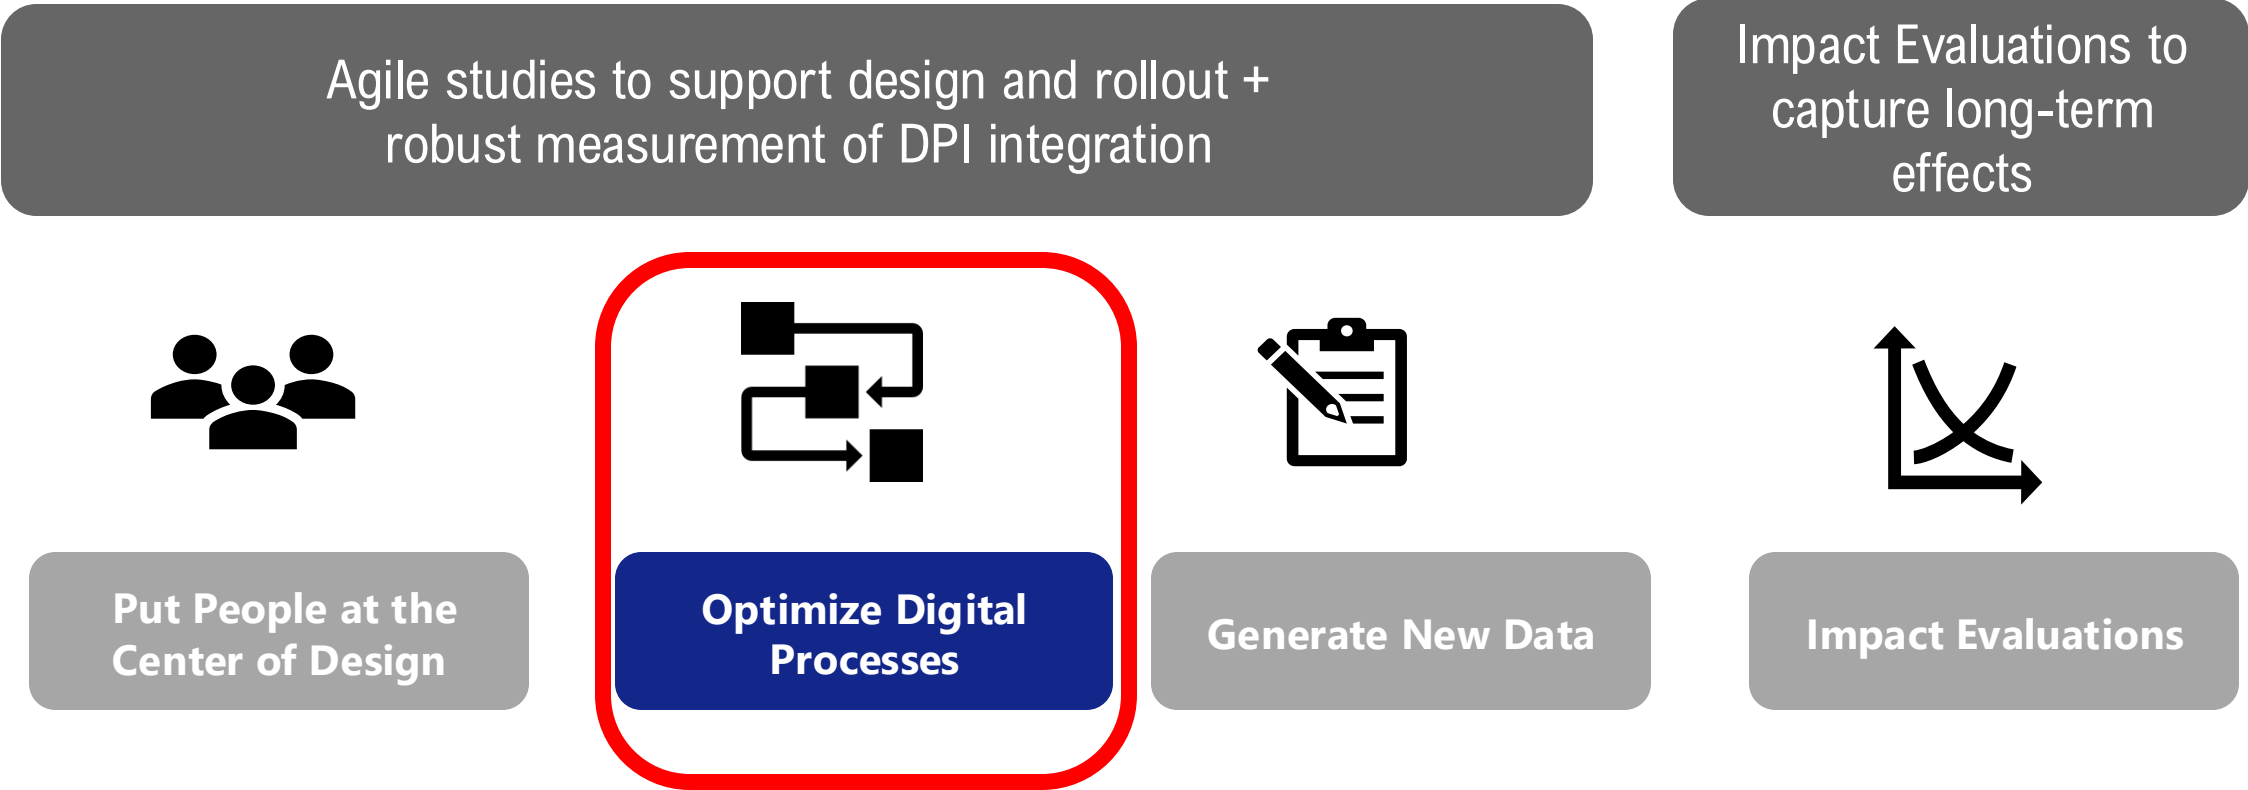 Agile studies to support design and rollout +
robust measurement of DPI integration
Impact Evaluations to
capture long-term
effects
Put People at the
Center of Design
Optimize Digital
Processes
Generate New Data
Impact Evaluations